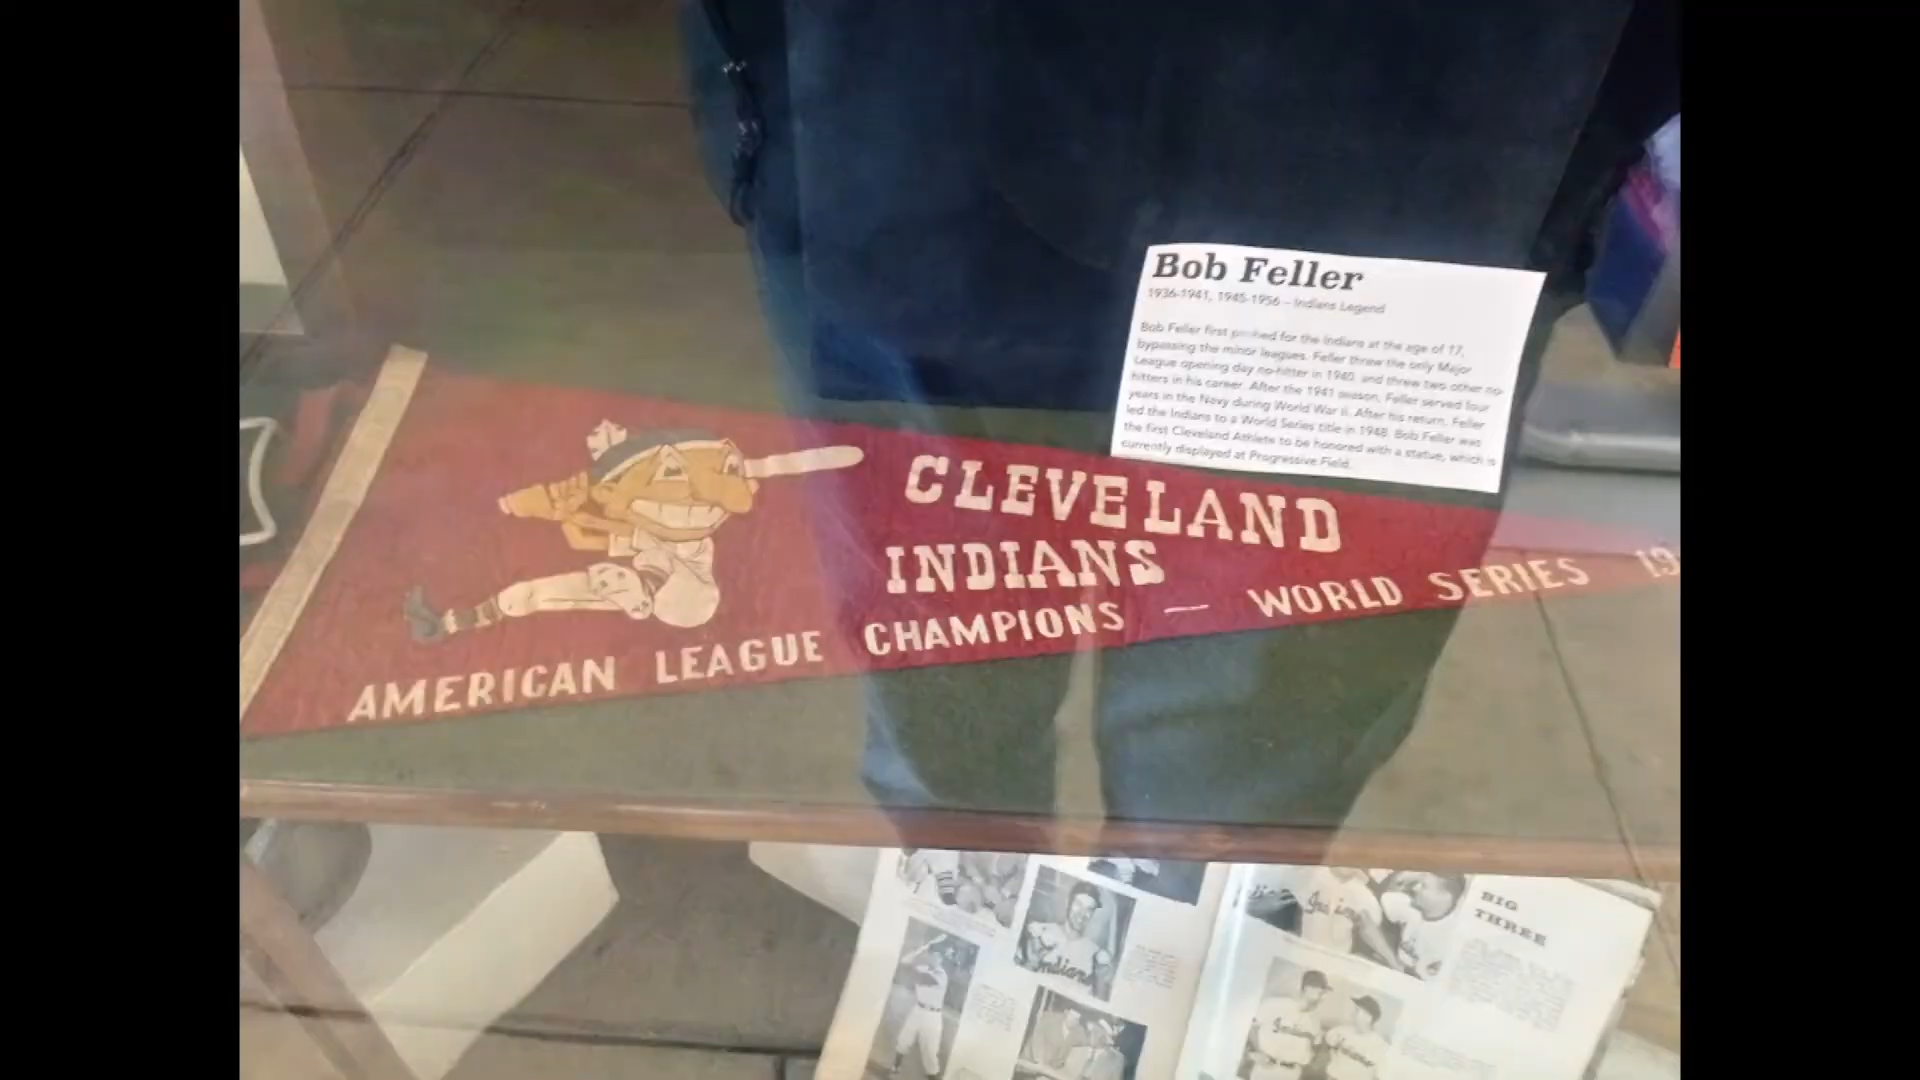 Bob Feller
1936-1941, 1945-1956 - Indians Legend
Bob Feller first pitched for the Indians at the age of 17,
bypassing the minor leagues. Feller threw the only Major
League opening day no-hitter in 1940, and threw two other no-
hitters in his career. After the 1941 season, Feller served four
years in the Navy during World War II. After his return, Feller
led the Indians to a World Series title in 1948. Bob Feller was
the first Cleveland Athlete to be honored with a statue, which is
currently displayed at Progressive Field.
CLEVELAND
INDIANS
AMERICAN LEAGUE CHAMPIONS — WORLD SERIES 19
BIG
THREE
Indians
Indians
Indians